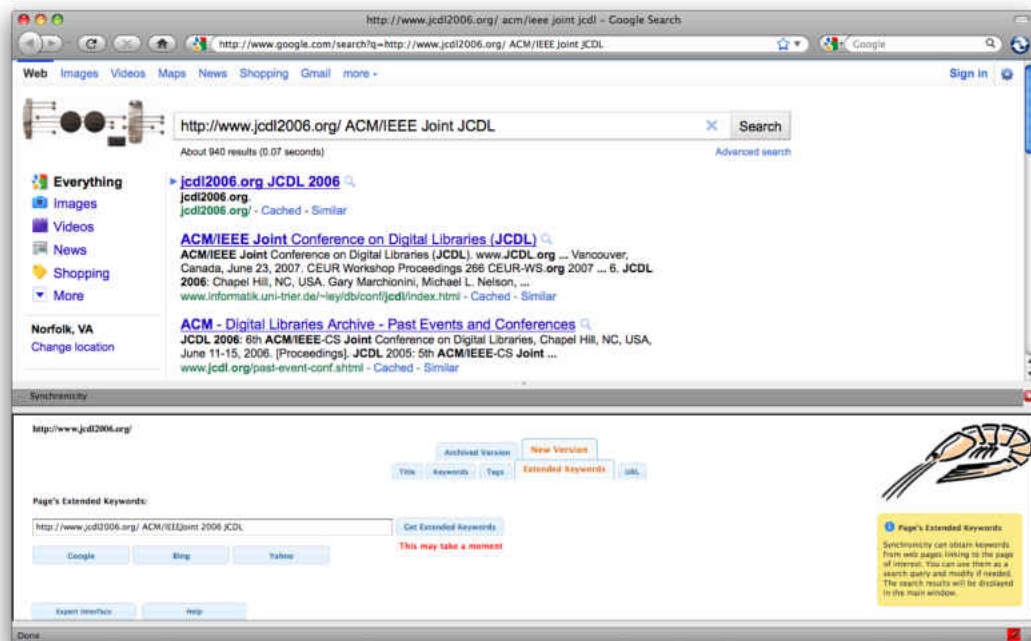 http://www.jcdl2006.org/ acm/ieee joint jcdl - Google Search
http://www.google.com/search?q=http://www.jcdl2006.org/ ACM/IEEE Joint JCDL
Google
Web Images Videos Maps News Shopping Gmail more
Sign in
http://www.jcdl2006.org/ ACM/IEEE Joint JCDL
Search
About 940 results (0.07 seconds)
Advanced search
Everything
Images
Videos
News
Shopping
More
Norfolk, VA
Change location
jcdl2006.org JCDL 2006
jcdl2006.org.
jcdl2006.org/ - Cached - Similar
ACM/IEEE Joint Conference on Digital Libraries (JCDL)
ACM/IEEE Joint Conference on Digital Libraries (JCDL). www.JCDL.org ... Vancouver,
Canada, June 23, 2007. CEUR Workshop Proceedings 266 CEUR-WS.org 2007 ... 6. JCDL
2006: Chapel Hill, NC, USA. Gary Marchionini, Michael L. Nelson, ...
www.informatik.uni-trier.de/~ley/db/conf/jcdl/index.html - Cached - Similar
ACM - Digital Libraries Archive - Past Events and Conferences
JCDL 2006: 6th ACM/IEEE-CS Joint Conference on Digital Libraries, Chapel Hill, NC, USA,
June 11-15, 2006. [Proceedings]. JCDL 2005: 5th ACM/IEEE-CS Joint ...
www.jcdl.org/past-event-conf.shtml - Cached - Similar
Synchronicity
http://www.jcdl2006.org/
Archived Version
New Version
Title
Keywords
Tags
Extended Keywords
URL
Page's Extended Keywords:
http://www.jcdl2006.org/ ACM/IEEEJoint 2006 JCDL
Get Extended Keywords
This may take a moment
Google
Bing
Yahoo
Expert Interface
Help
Page's Extended Keywords
Synchronicity can obtain keywords
from web pages linking to the page
of interest. You can use them as a
search query and modify if needed.
The search results will be displayed
in the main window.
Done